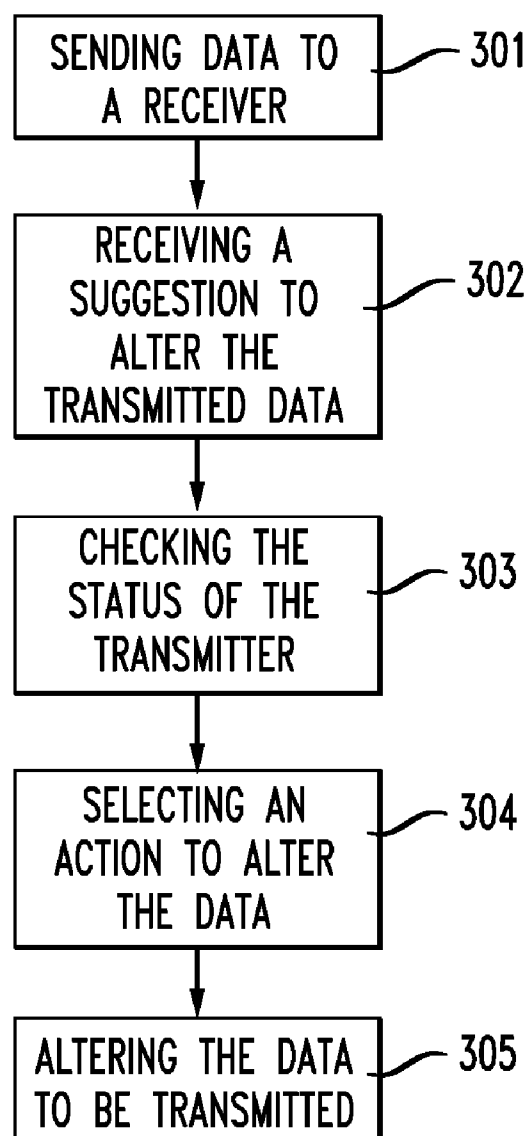 SENDING DATA TO
A RECEIVER
301
RECEIVING A
SUGGESTION TO
ALTER THE
TRANSMITTED DATA
302
CHECKING THE
STATUS OF THE
TRANSMITTER
303
SELECTING AN
ACTION TO ALTER
THE DATA
304
ALTERING THE DATA
TO BE TRANSMITTED
305